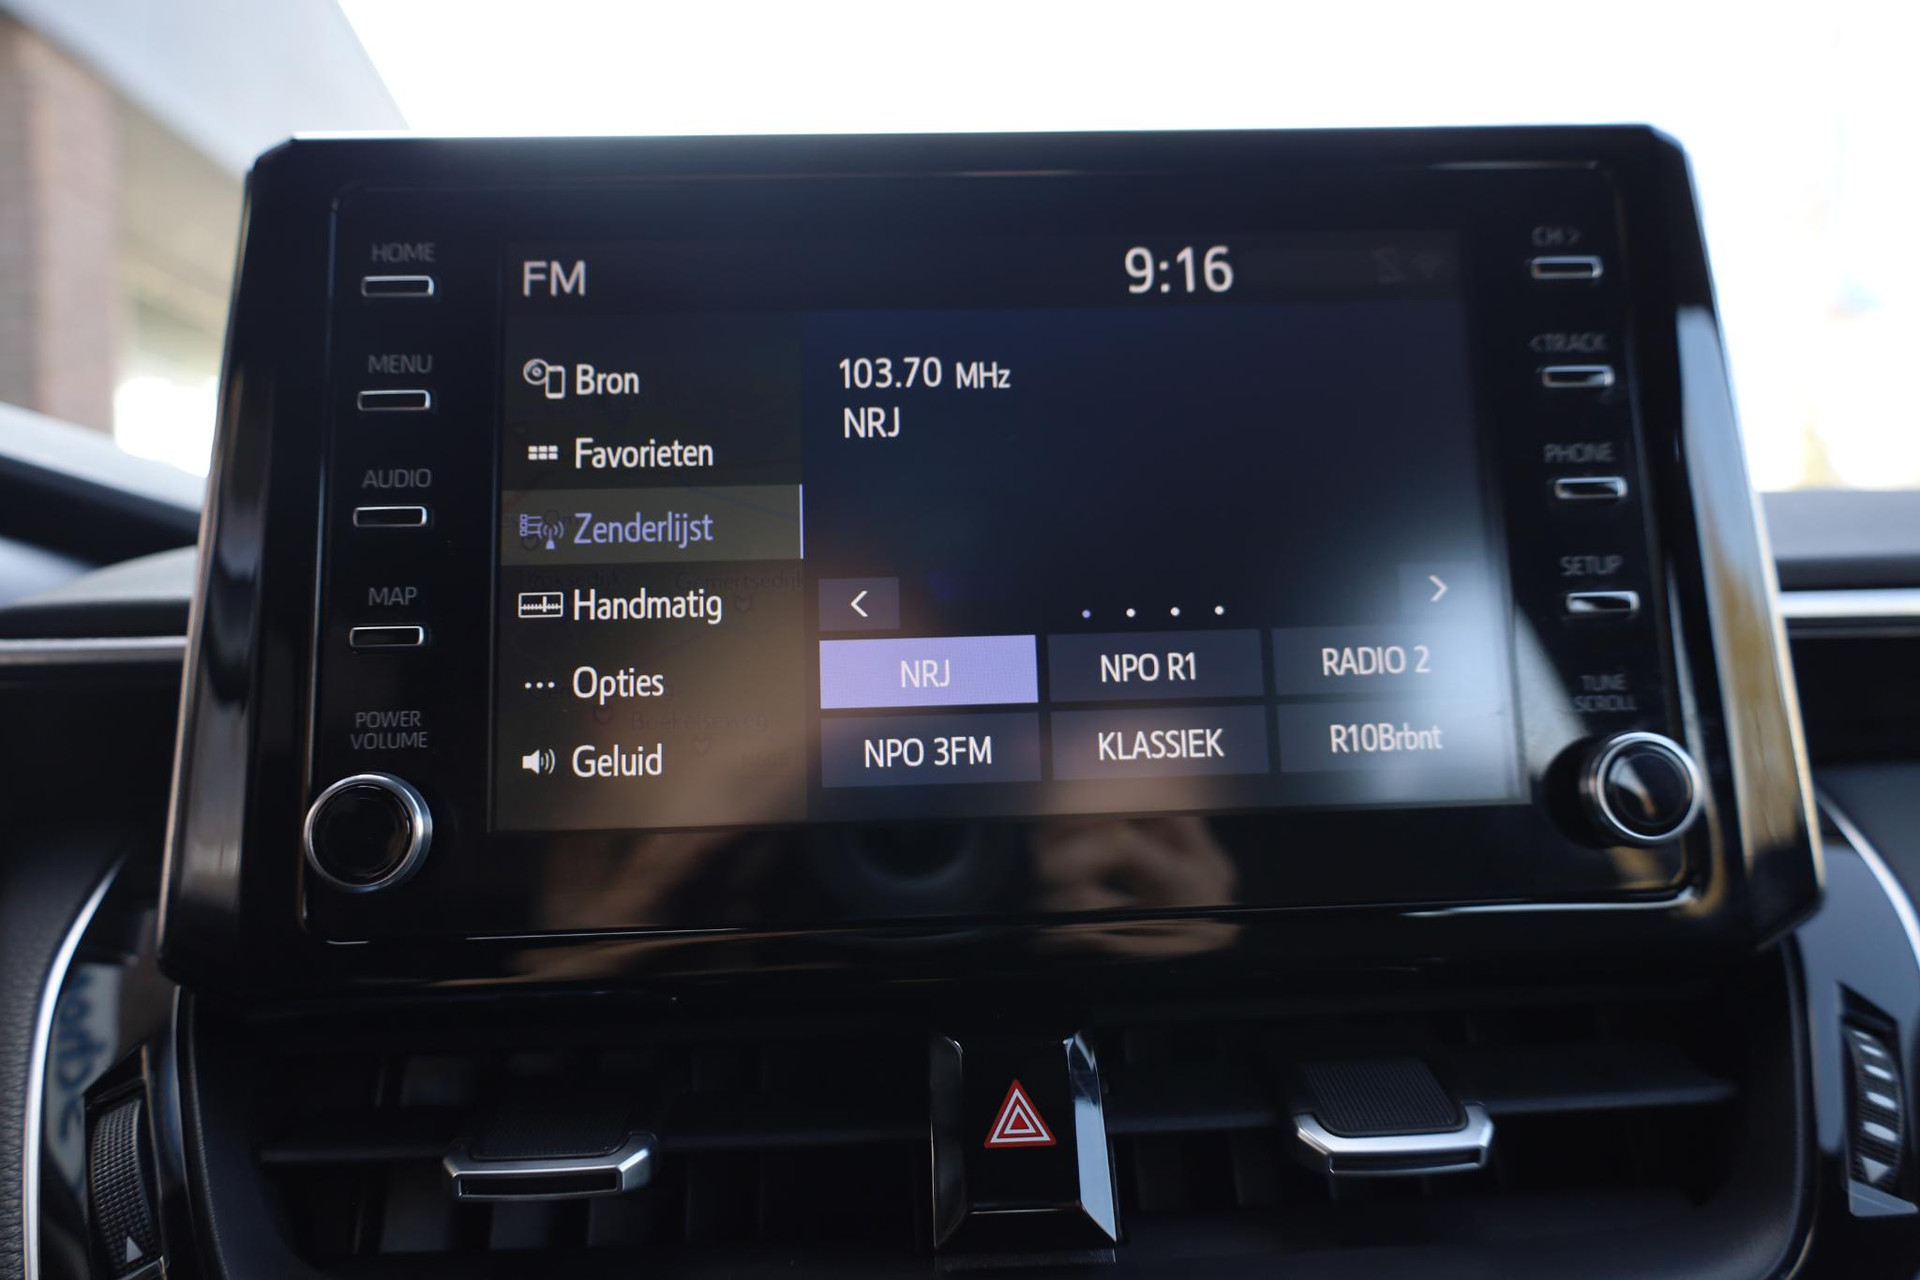 HOME
MENU
AUDIO
MAP
POWER
VOLUME
FM
9:16
Bron
Favorieten
Zenderlijst
Handmatig
Opties
Geluid
103.70 MHz
NRJ
NRJ
NPO R1
RADIO 2
NPO 3FM
KLASSIEK
R10Brbnt
CH >
<TRACK
PHONE
SETUP
TUNE
SCROLL